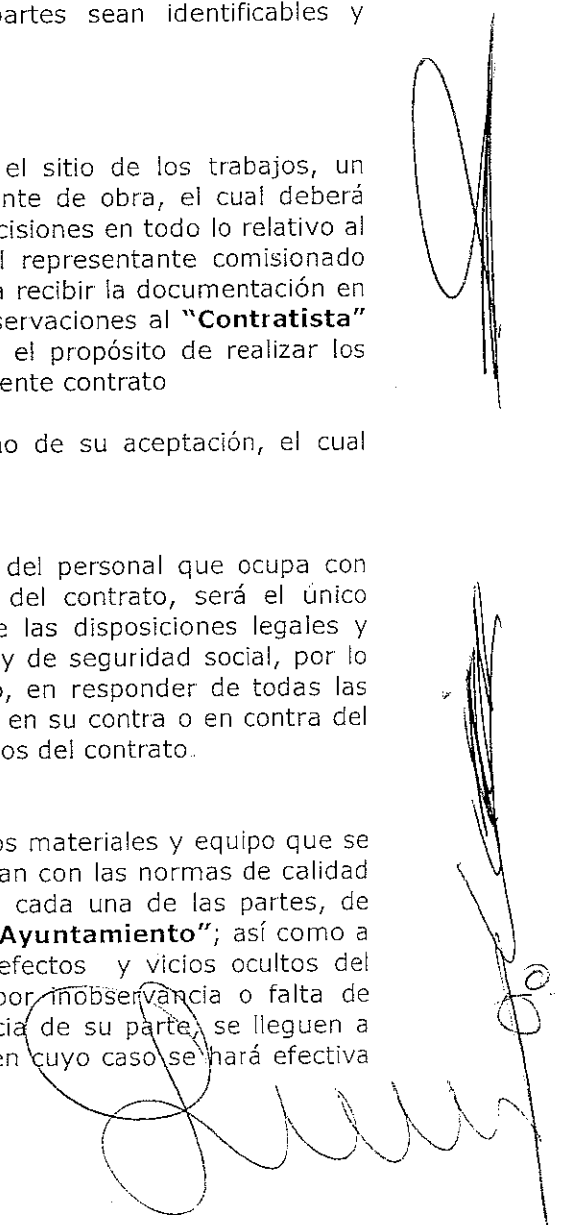 partes sean identificables y
el sitio de los trabajos, un
nte de obra, el cual deberá
cisiones en todo lo relativo al
l representante comisionado
a recibir la documentación en
servaciones al "Contratista"
el propósito de realizar los
ente contrato
no de su aceptación, el cual
del personal que ocupa con
del contrato, será el único
e las disposiciones legales y
y de seguridad social, por lo
o, en responder de todas las
en su contra o en contra del
os del contrato.
os materiales y equipo que se
an con las normas de calidad
cada una de las partes, de
Ayuntamiento"; así como a
efectos y vicios ocultos del
por inobservancia o falta de
cia de su parte, se lleguen a
en cuyo caso se hará efectiva